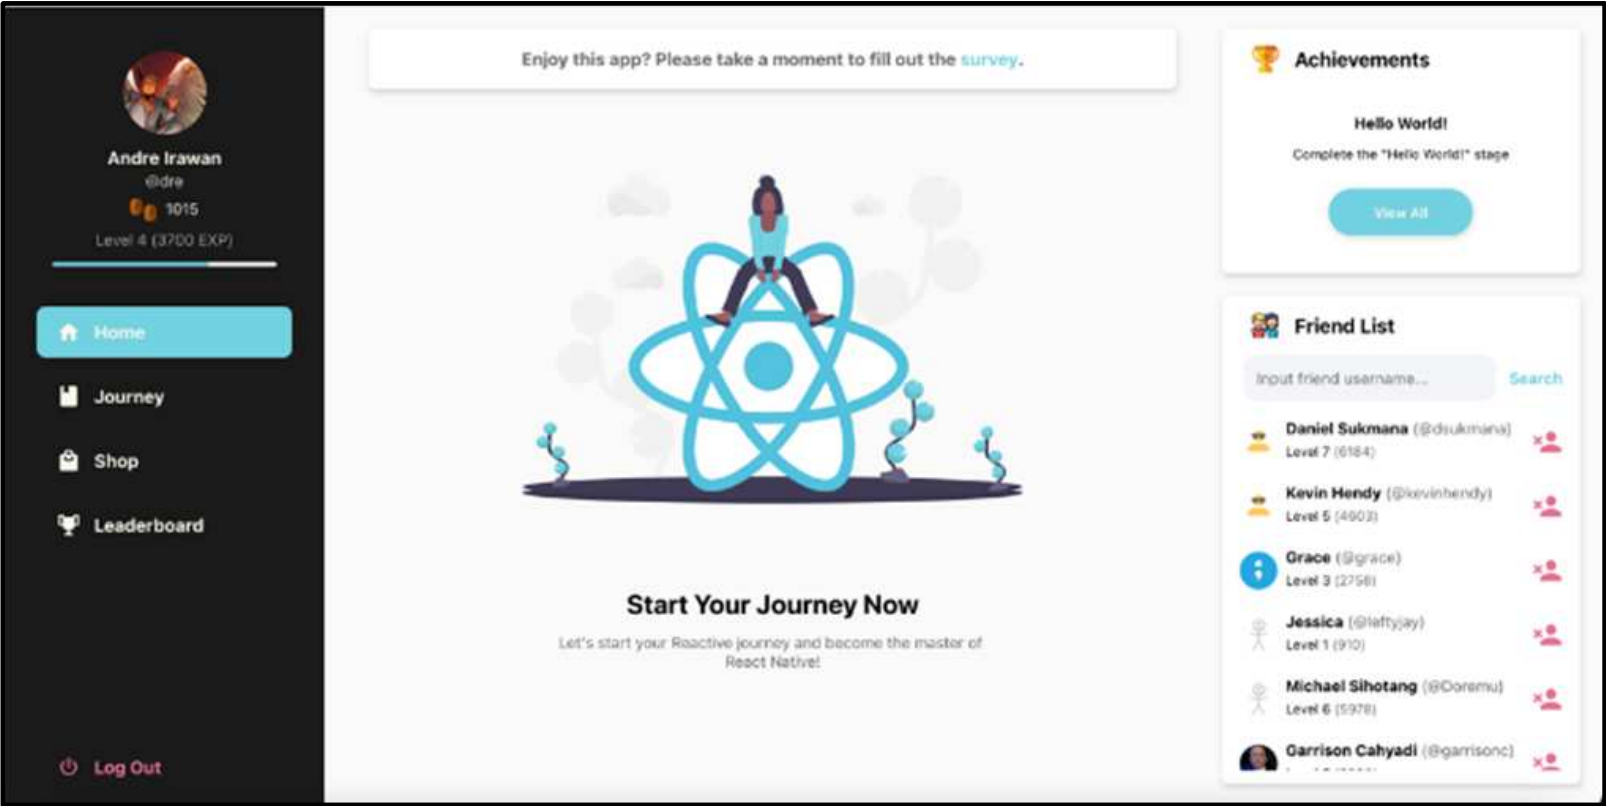 Andre Irawan
@dre
1015
Level 4 (3700 EXP)
Home
Journey
Shop
Leaderboard
Log Out
Enjoy this app? Please take a moment to fill out the survey.
Start Your Journey Now
Let's start your Reactive journey and become the master of
React Native!
Achievements
Hello World!
Complete the "Hello World!" stage
View All
Friend List
Input friend username...
Search
Daniel Sukmana (@dsukmana)
Level 7 (6184)
Kevin Hendy (@kevinhendy)
Level 5 (4903)
Grace (@grace)
Level 3 (2758)
Jessica (@leftyjay)
Level 1 (910)
Michael Sihotang (@Doremu)
Level 6 (5978)
Garrison Cahyadi (@garrisonc)